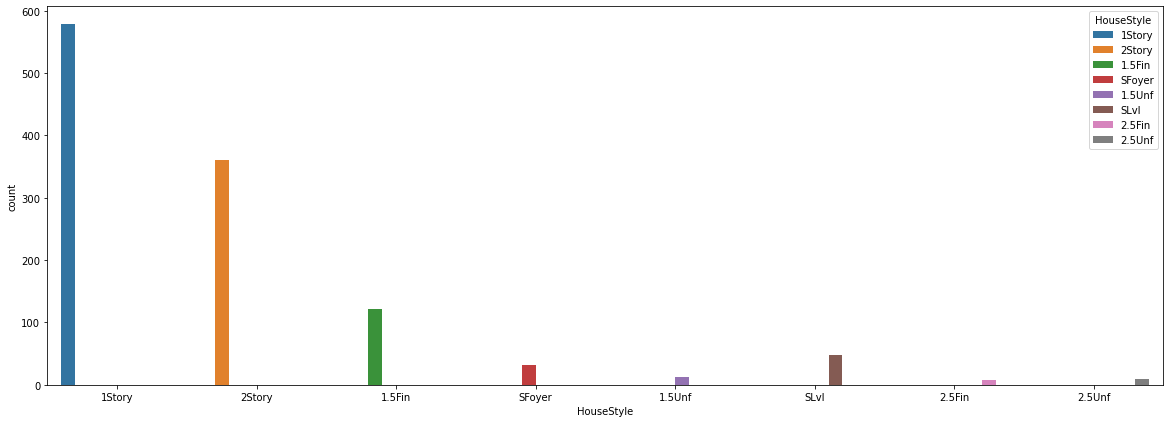 HouseStyle
1Story
2Story
1.5Fin
SFoyer
1.5Unf
SLvl
2.5Fin
2.5Unf
600
500
400
300
200
100
0
count
1Story 2Story 1.5Fin SFoyer 1.5Unf SLvl 2.5Fin 2.5Unf
HouseStyle